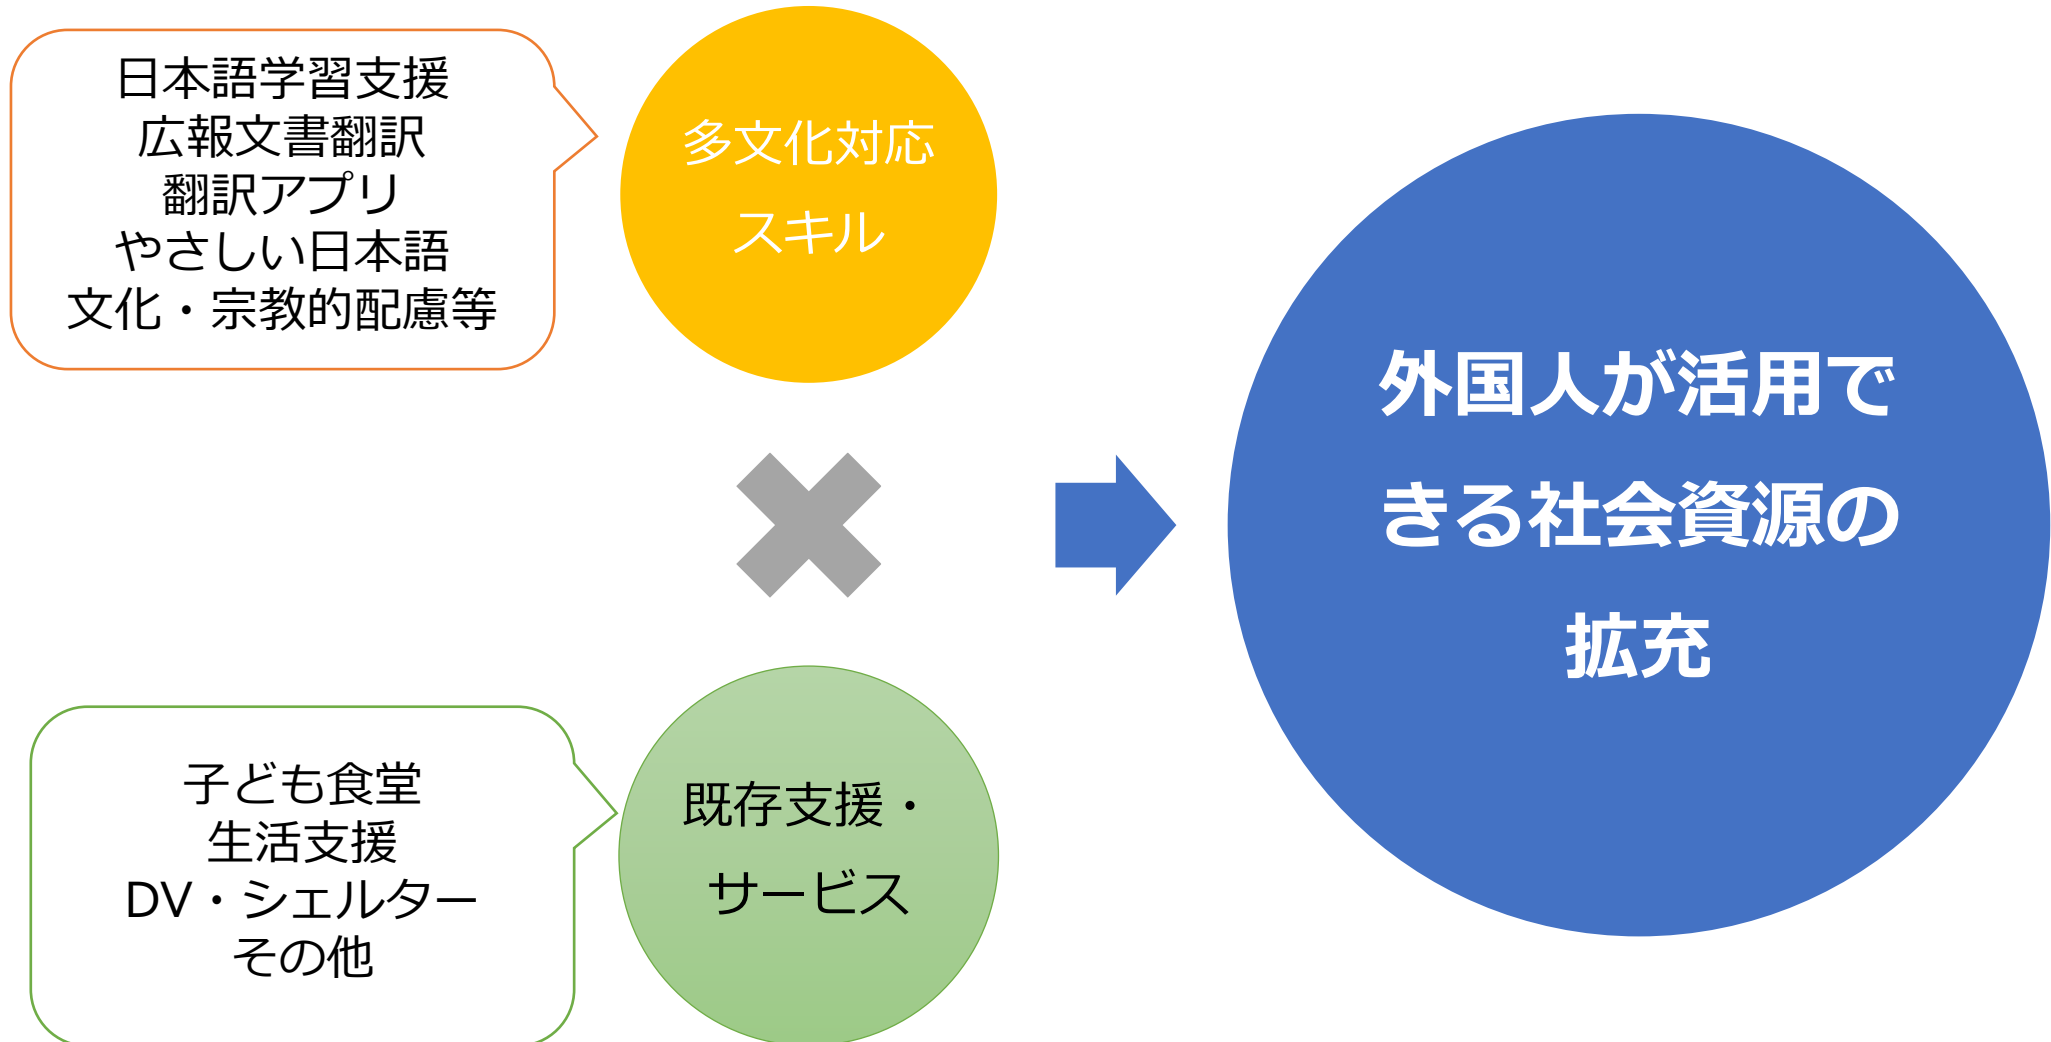 日本語学習支援
広報文書翻訳
翻訳アプリ
やさしい日本語
文化・宗教的配慮等
多文化対応
スキル
子ども食堂
生活支援
DV・シェルター
その他
既存支援・
サービス
外国人が活用で
きる社会資源の
拡充